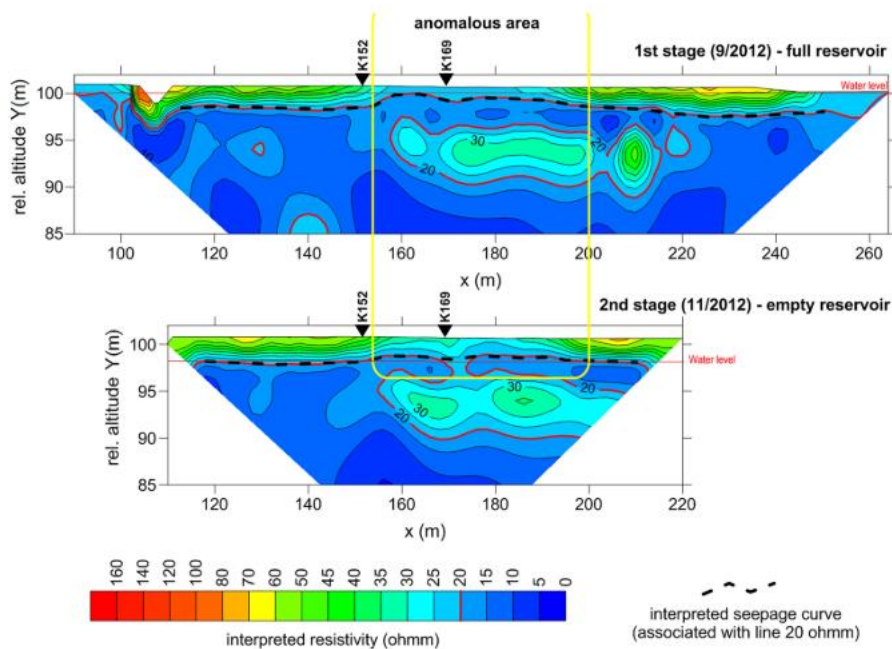 anomalous area
K152
K169
1st stage (9/2012) - full reservoir
Water level
rel. altitude Y(m)
100
95
90
85
30
20
20
10
100 120 140 160 180 200 220 240 260
x (m)
2nd stage (11/2012) - empty reservoir
K152
K169
Water level
rel. altitude Y(m)
100
95
90
85
30
30
20
20
120 140 160 180 200 220
x (m)
160 140 120 100 80 70 60 50 45 40 35 30 25 20 15 10 5 0
interpreted resistivity (ohmm)
interpreted seepage curve
(associated with line 20 ohmm)